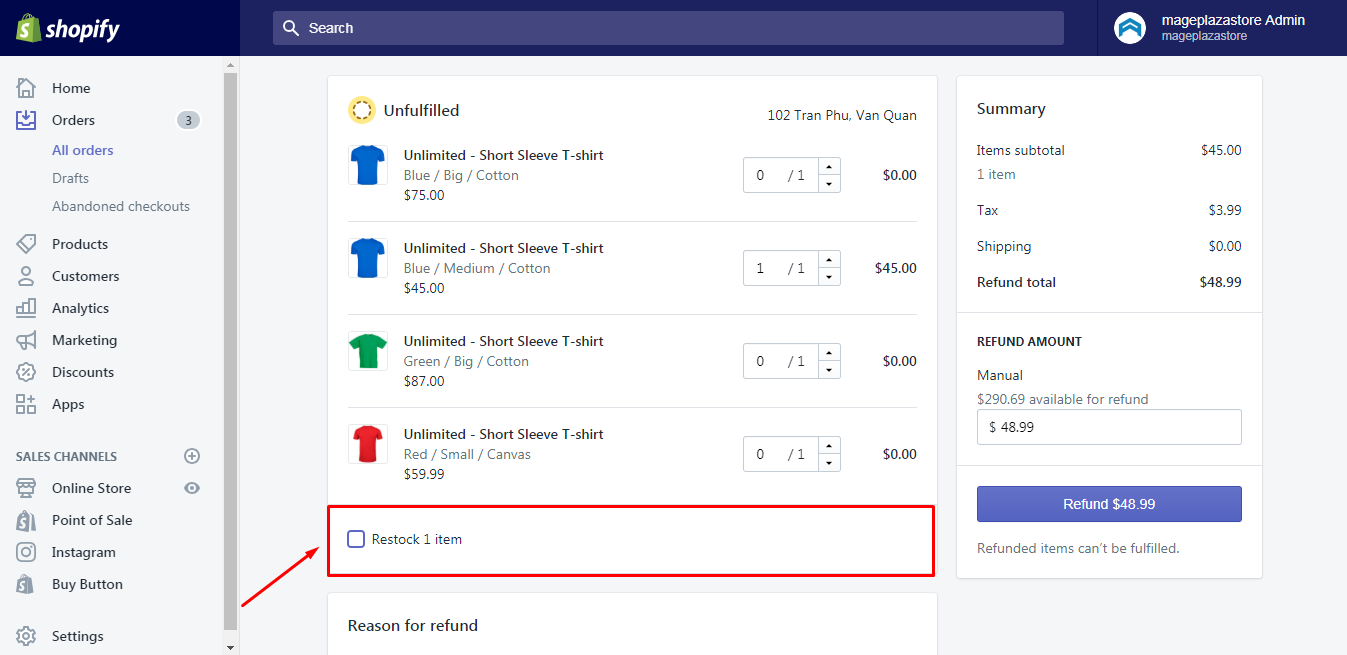 shopify
Search
mageplazastore Admin
mageplazastore
Home
Orders
3
All orders
Drafts
Abandoned checkouts
Products
Customers
Analytics
Marketing
Discounts
Apps
SALES CHANNELS
Online Store
Point of Sale
Instagram
Buy Button
Settings
Unfulfilled
102 Tran Phu, Van Quan
Unlimited - Short Sleeve T-shirt
Blue / Big / Cotton
$75.00
0 / 1
$0.00
Unlimited - Short Sleeve T-shirt
Blue / Medium / Cotton
$45.00
1 / 1
$45.00
Unlimited - Short Sleeve T-shirt
Green / Big / Cotton
$87.00
0 / 1
$0.00
Unlimited - Short Sleeve T-shirt
Red / Small / Canvas
$59.99
0 / 1
$0.00
Restock 1 item
Reason for refund
Summary
Items subtotal $45.00
1 item
Tax $3.99
Shipping $0.00
Refund total $48.99
REFUND AMOUNT
Manual
$290.69 available for refund
$ 48.99
Refund $48.99
Refunded items can't be fulfilled.